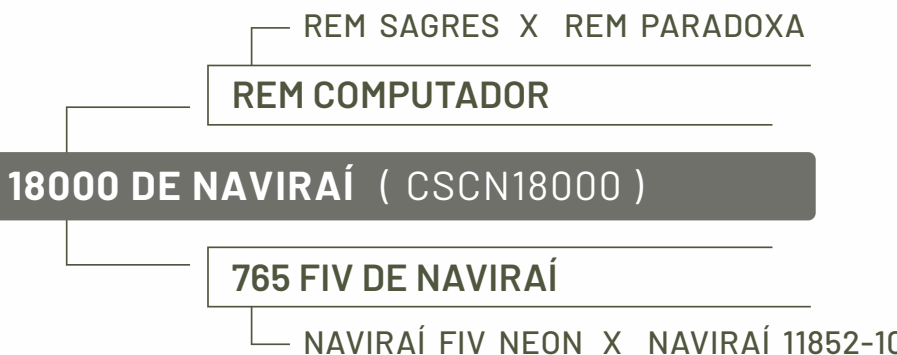 REM SAGRES X REM PARADOXA
REM COMPUTADOR
18000 DE NAVIRAÍ ( CSCN18000 )
765 FIV DE NAVIRAÍ
NAVIRAÍ FIV NEON X NAVIRAÍ 11852-10